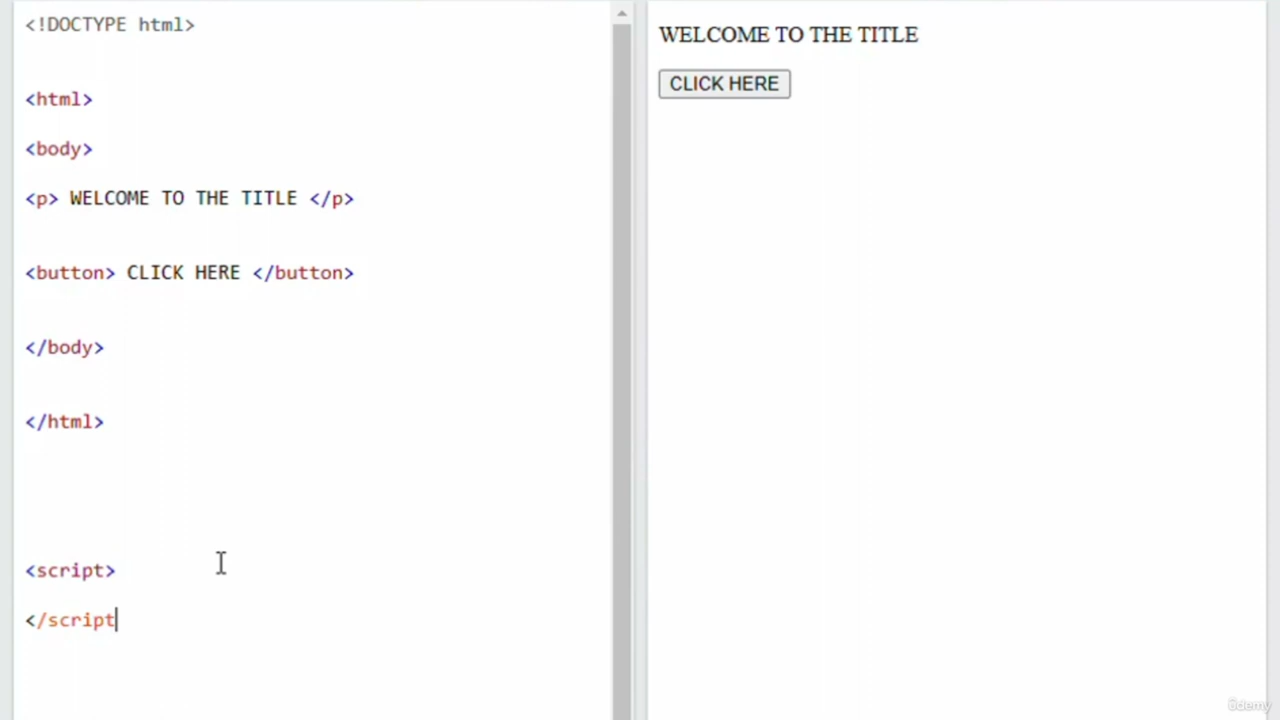 <!DOCTYPE html>
<html>
<body>
<p> WELCOME TO THE TITLE </p>
<button> CLICK HERE </button>
</body>
</html>
<script>
</script
WELCOME TO THE TITLE
CLICK HERE
ûdemy